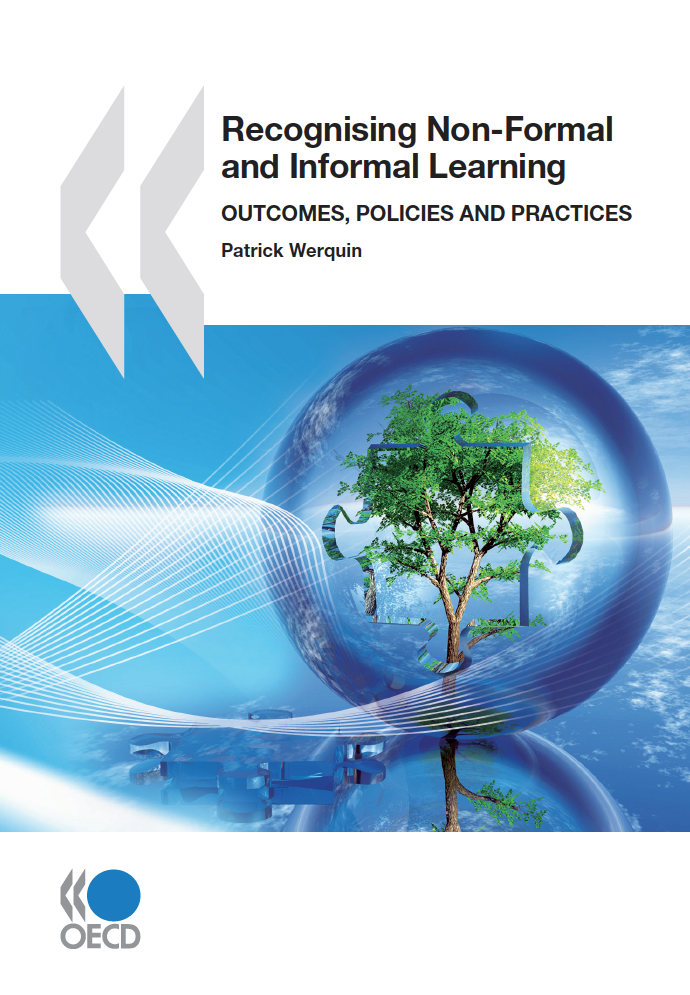 Recognising Non-Formal
and Informal Learning
OUTCOMES, POLICIES AND PRACTICES
Patrick Werquin
OECD